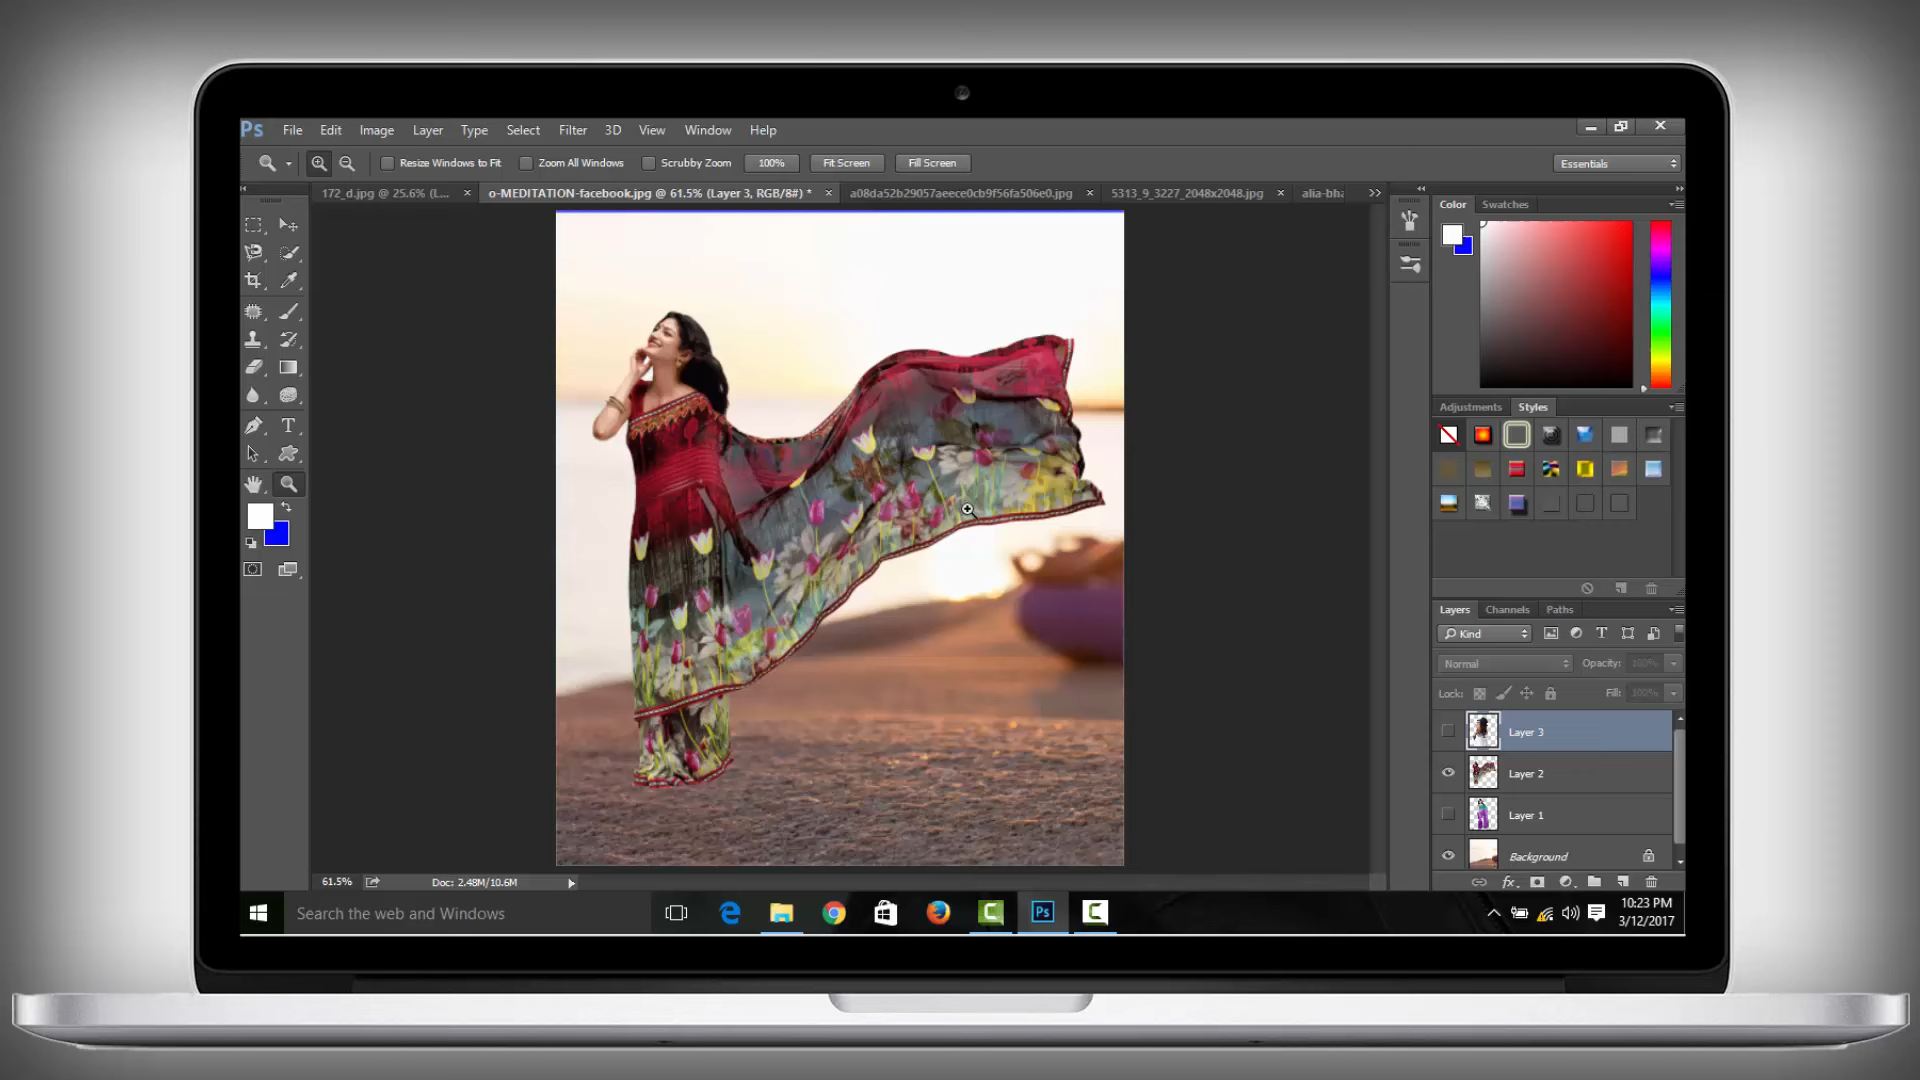 Ps File Edit Image Layer Type Select Filter 3D View Window Help
Resize Windows to Fit Zoom All Windows Scrubby Zoom 100% Fit Screen Fill Screen Essentials
172_d.jpg @ 25.6% (L... × o-MEDITATION-facebook.jpg @ 61.5% (Layer 3, RGB/8#) * × a08da52b29057aeece0cb9f56fa506e0.jpg × 5313_9_3227_2048x2048.jpg × alia-bha
Color Swatches
Adjustments Styles
Layers Channels Paths
Kind
Normal Opacity: 100%
Lock: Fill: 100%
Layer 3
Layer 2
Layer 1
Background
61.5% Doc: 2.48M/10.6M
Search the web and Windows
10:23 PM
3/12/2017